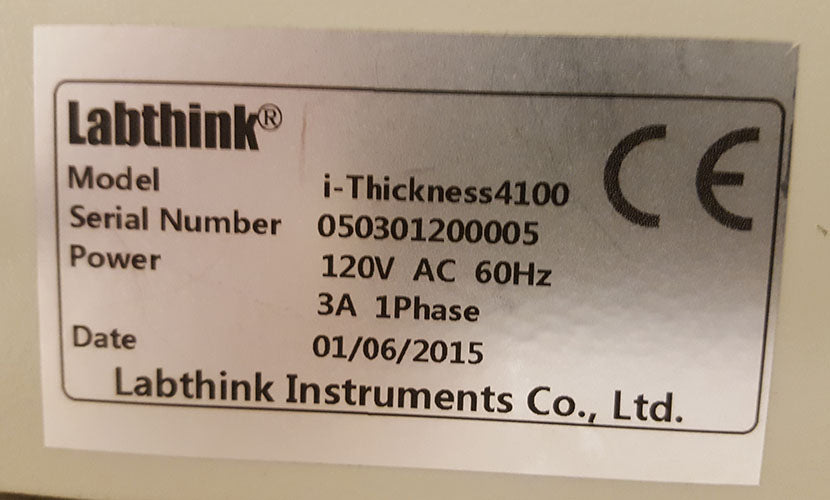 Labthink®
Model i-Thickness4100
Serial Number 050301200005
Power 120V AC 60Hz
3A 1Phase
Date 01/06/2015
Labthink Instruments Co., Ltd.
CE